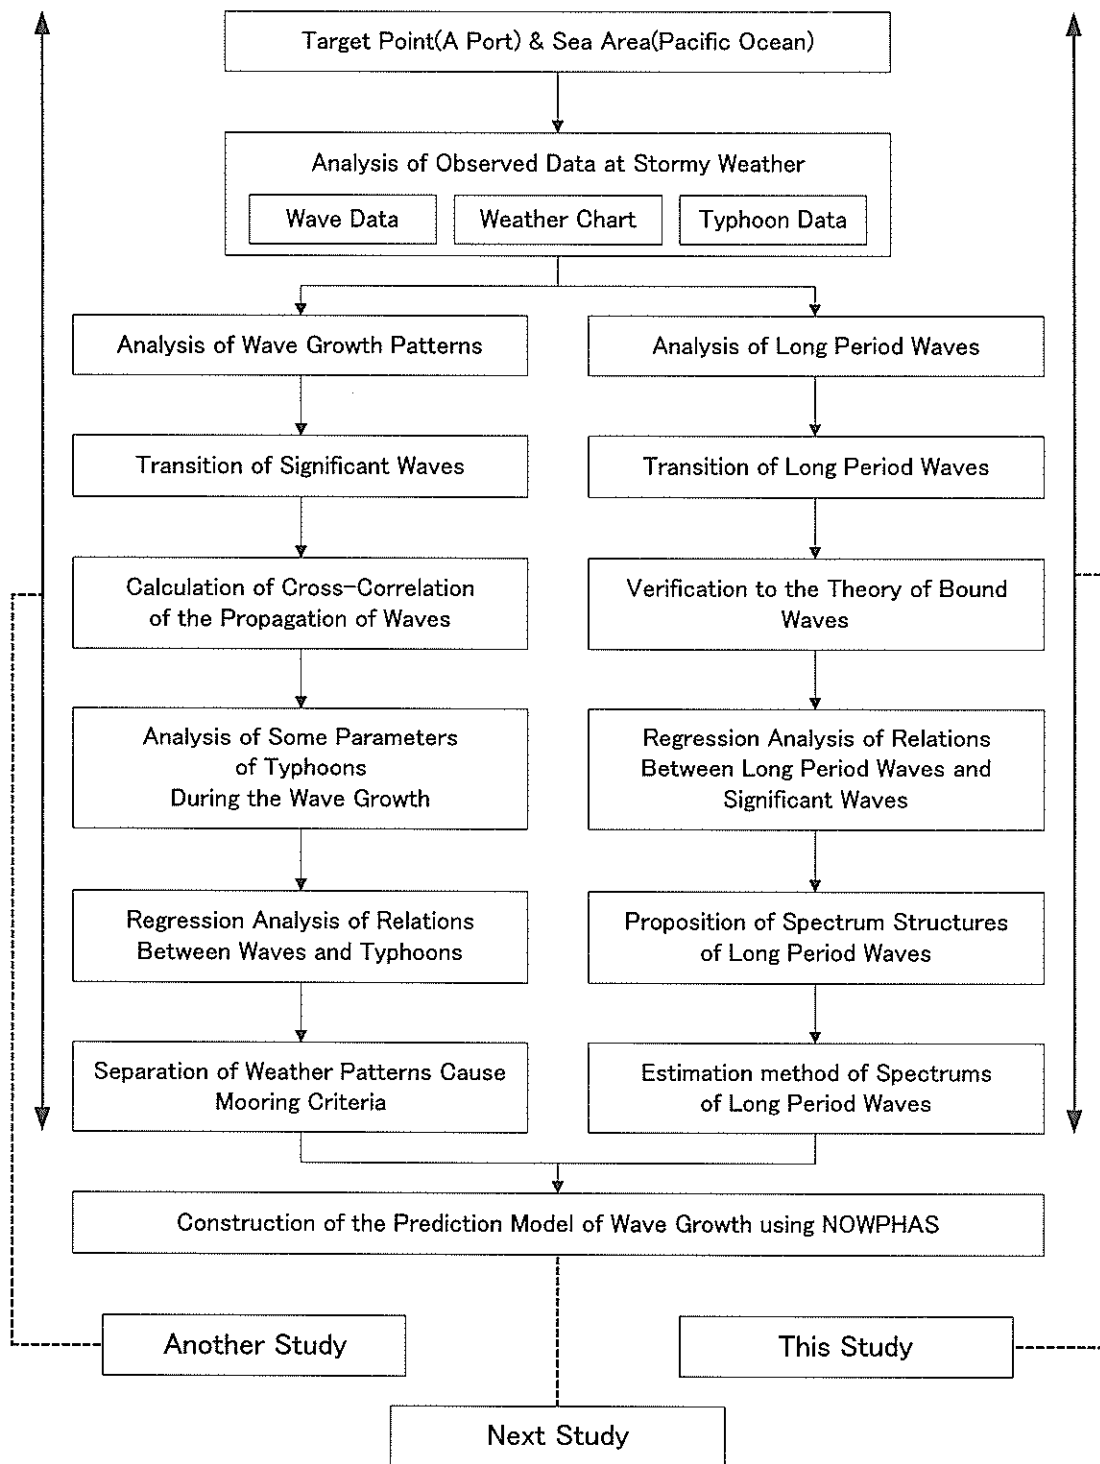 Target Point(A Port) & Sea Area(Pacific Ocean)
Analysis of Observed Data at Stormy Weather
Wave Data
Weather Chart
Typhoon Data
Analysis of Wave Growth Patterns
Transition of Significant Waves
Calculation of Cross-Correlation
of the Propagation of Waves
Analysis of Some Parameters
of Typhoons
During the Wave Growth
Regression Analysis of Relations
Between Waves and Typhoons
Separation of Weather Patterns Cause
Mooring Criteria
Analysis of Long Period Waves
Transition of Long Period Waves
Verification to the Theory of Bound
Waves
Regression Analysis of Relations
Between Long Period Waves and
Significant Waves
Proposition of Spectrum Structures
of Long Period Waves
Estimation method of Spectrums
of Long Period Waves
Construction of the Prediction Model of Wave Growth using NOWPHAS
Another Study
This Study
Next Study